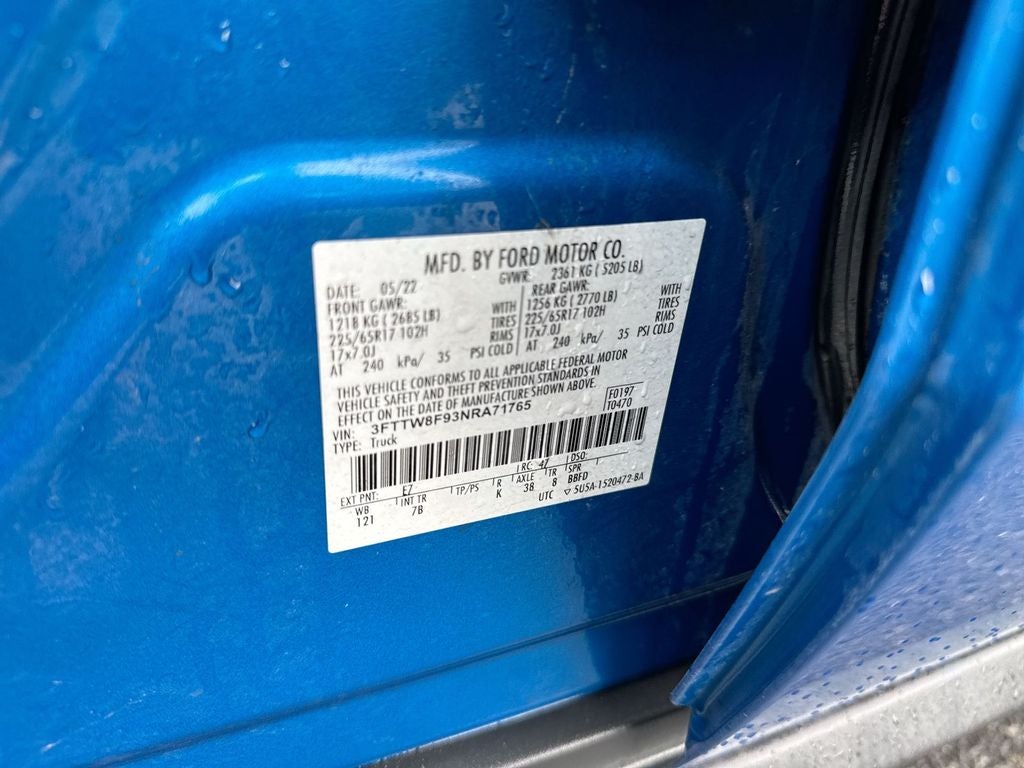 MFD. BY FORD MOTOR CO.
DATE: 05/22 GVWR: 2361 KG ( 5205 LB)
FRONT GAWR: WITH REAR GAWR: WITH
1218 KG ( 2685 LB) TIRES 1256 KG ( 2770 LB) TIRES
225/65R17 102H RIMS 225/65R17 102H RIMS
17x7.0J PSI COLD 17x7.0J PSI COLD
AT 240 kPa/ 35 AT 240 kPa/ 35
THIS VEHICLE CONFORMS TO ALL APPLICABLE FEDERAL MOTOR
VEHICLE SAFETY AND THEFT PREVENTION STANDARDS IN
EFFECT ON THE DATE OF MANUFACTURE SHOWN ABOVE.
VIN: 3FTTW8F93NRA71765 F0197
TYPE: Truck T0470
EXT PNT: E7 RC: 47 DSO:
WB INT TR TP/PS R AXLE TR SPR
121 7B K 3B 8 BBFD
UTC ▽ 5U5A-1520472-BA